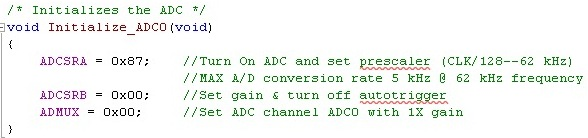 /* Initializes the ADC */
void Initialize_ADC0(void)
{
ADCSRA = 0x87; //Turn On ADC and set prescaler (CLK/128--62 kHz)
//MAX A/D conversion rate 5 kHz @ 62 kHz frequency
ADCSRB = 0x00; //Set gain & turn off autotrigger
ADMUX = 0x00; //Set ADC channel ADC0 with 1X gain
}